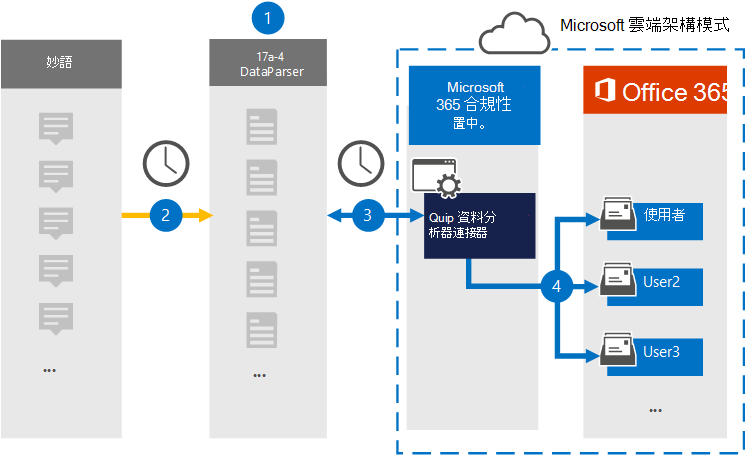 1
Microsoft 雲端架構模式
妙語
17a-4
DataParser
Microsoft
365 合規性
置中。
Office 365
2
3
Quip 資料分
析器連接器
4
使用者
User2
User3
...
...
...